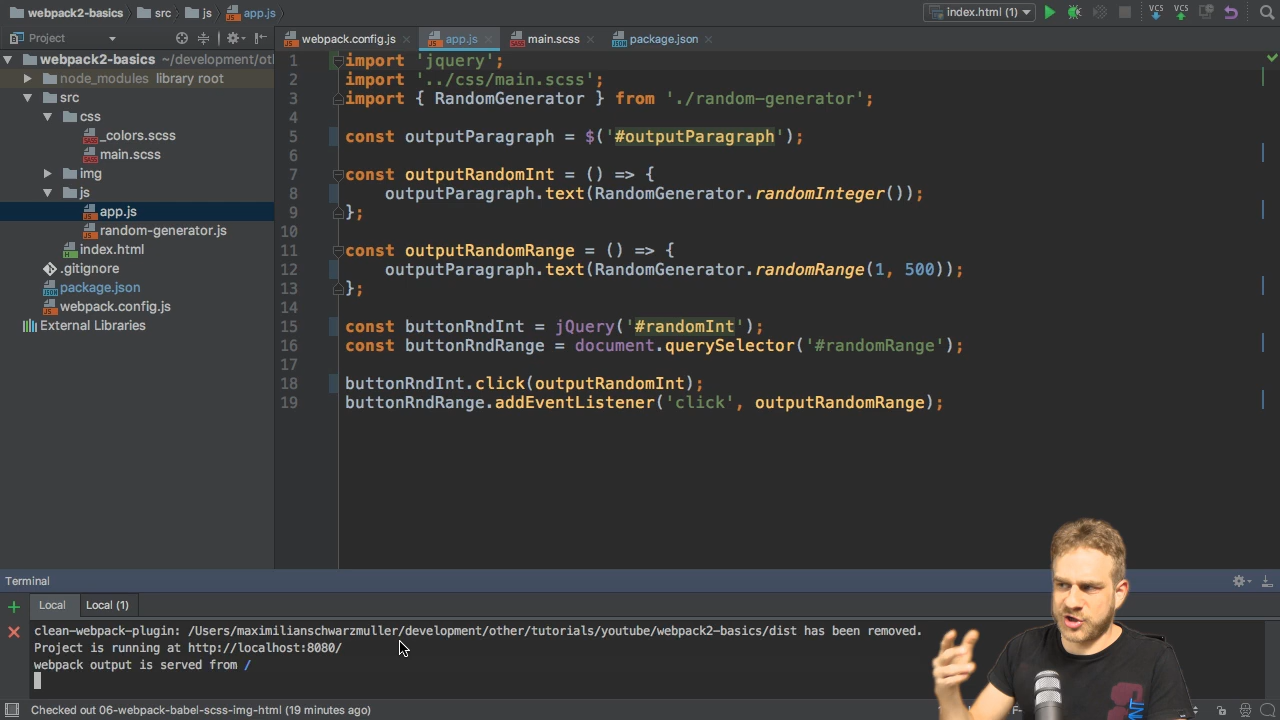 webpack2-basics src js app.js index.html (1) VCS VCS
Project webpack.config.js app.js main.scss package.json
webpack2-basics ~/development/ot
node_modules library root
src
css
_colors.scss
main.scss
img
js
app.js
random-generator.js
index.html
.gitignore
package.json
webpack.config.js
External Libraries
1 import 'jquery';
2 import '../css/main.scss';
3 import { RandomGenerator } from './random-generator';
4
5 const outputParagraph = $('#outputParagraph');
6
7 const outputRandomInt = () => {
8 outputParagraph.text(RandomGenerator.randomInteger());
9 };
10
11 const outputRandomRange = () => {
12 outputParagraph.text(RandomGenerator.randomRange(1, 500));
13 };
14
15 const buttonRndInt = jQuery('#randomInt');
16 const buttonRndRange = document.querySelector('#randomRange');
17
18 buttonRndInt.click(outputRandomInt);
19 buttonRndRange.addEventListener('click', outputRandomRange);
Terminal
Local Local (1)
clean-webpack-plugin: /Users/maximilianschwarzmuller/development/other/tutorials/youtube/webpack2-basics/dist has been removed.
Project is running at http://localhost:8080/
webpack output is served from /
Checked out 06-webpack-babel-scss-img-html (19 minutes ago)